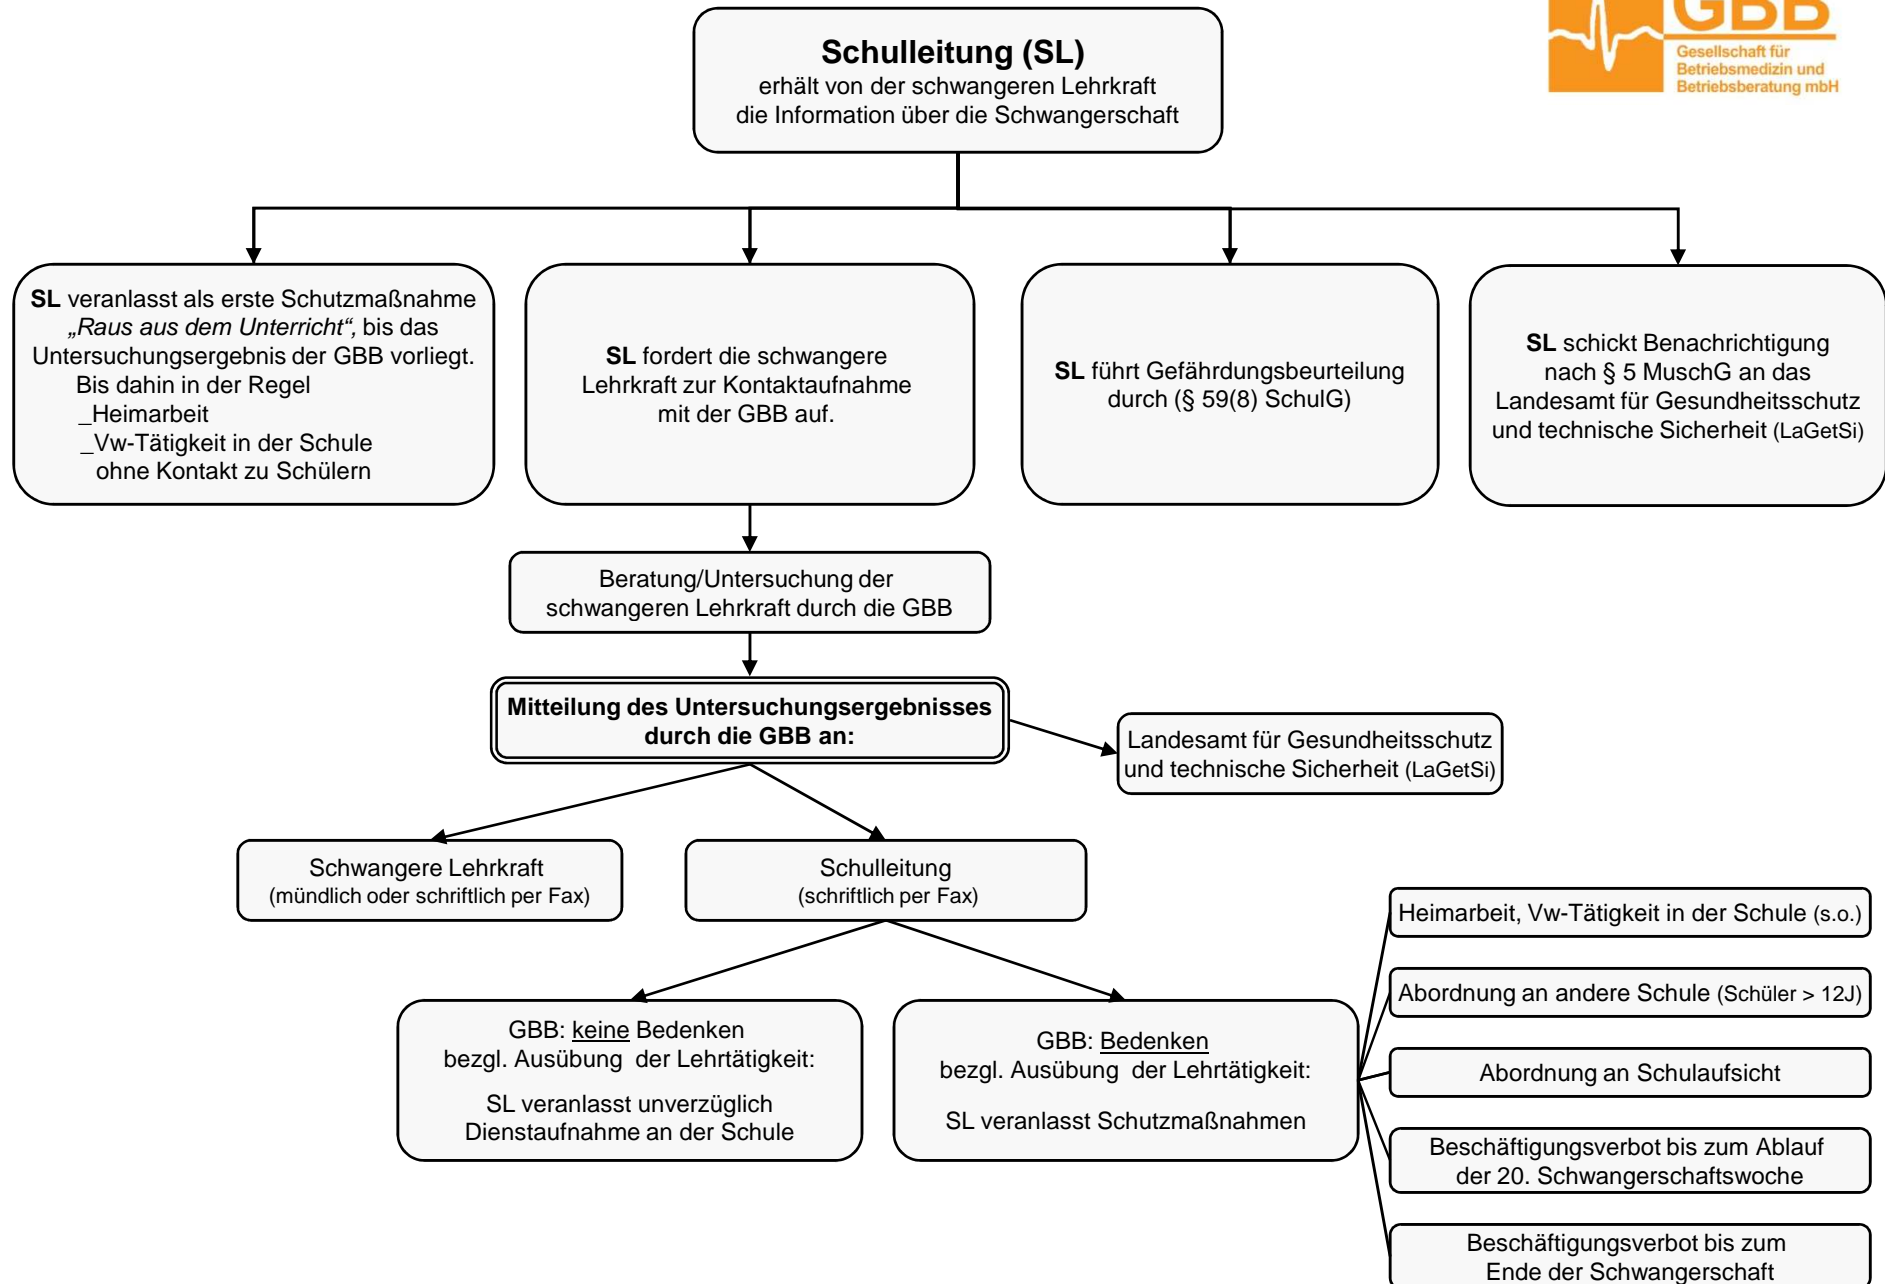 GBB
Gesellschaft für
Betriebsmedizin und
Betriebsberatung mbH
Schulleitung (SL)
erhält von der schwangeren Lehrkraft
die Information über die Schwangerschaft
SL veranlasst als erste Schutzmaßnahme
„Raus aus dem Unterricht“, bis das
Untersuchungsergebnis der GBB vorliegt.
Bis dahin in der Regel
_Heimarbeit
_Vw-Tätigkeit in der Schule
ohne Kontakt zu Schülern
SL fordert die schwangere
Lehrkraft zur Kontaktaufnahme
mit der GBB auf.
SL führt Gefährdungsbeurteilung
durch (§ 59(8) SchulG)
SL schickt Benachrichtigung
nach § 5 MuschG an das
Landesamt für Gesundheitsschutz
und technische Sicherheit (LaGetSi)
Beratung/Untersuchung der
schwangeren Lehrkraft durch die GBB
Mitteilung des Untersuchungsergebnisses
durch die GBB an:
Landesamt für Gesundheitsschutz
und technische Sicherheit (LaGetSi)
Schwangere Lehrkraft
(mündlich oder schriftlich per Fax)
Schulleitung
(schriftlich per Fax)
GBB: keine Bedenken
bezgl. Ausübung der Lehrtätigkeit:
SL veranlasst unverzüglich
Dienstaufnahme an der Schule
GBB: Bedenken
bezgl. Ausübung der Lehrtätigkeit:
SL veranlasst Schutzmaßnahmen
Heimarbeit, Vw-Tätigkeit in der Schule (s.o.)
Abordnung an andere Schule (Schüler > 12J)
Abordnung an Schulaufsicht
Beschäftigungsverbot bis zum Ablauf
der 20. Schwangerschaftswoche
Beschäftigungsverbot bis zum
Ende der Schwangerschaft